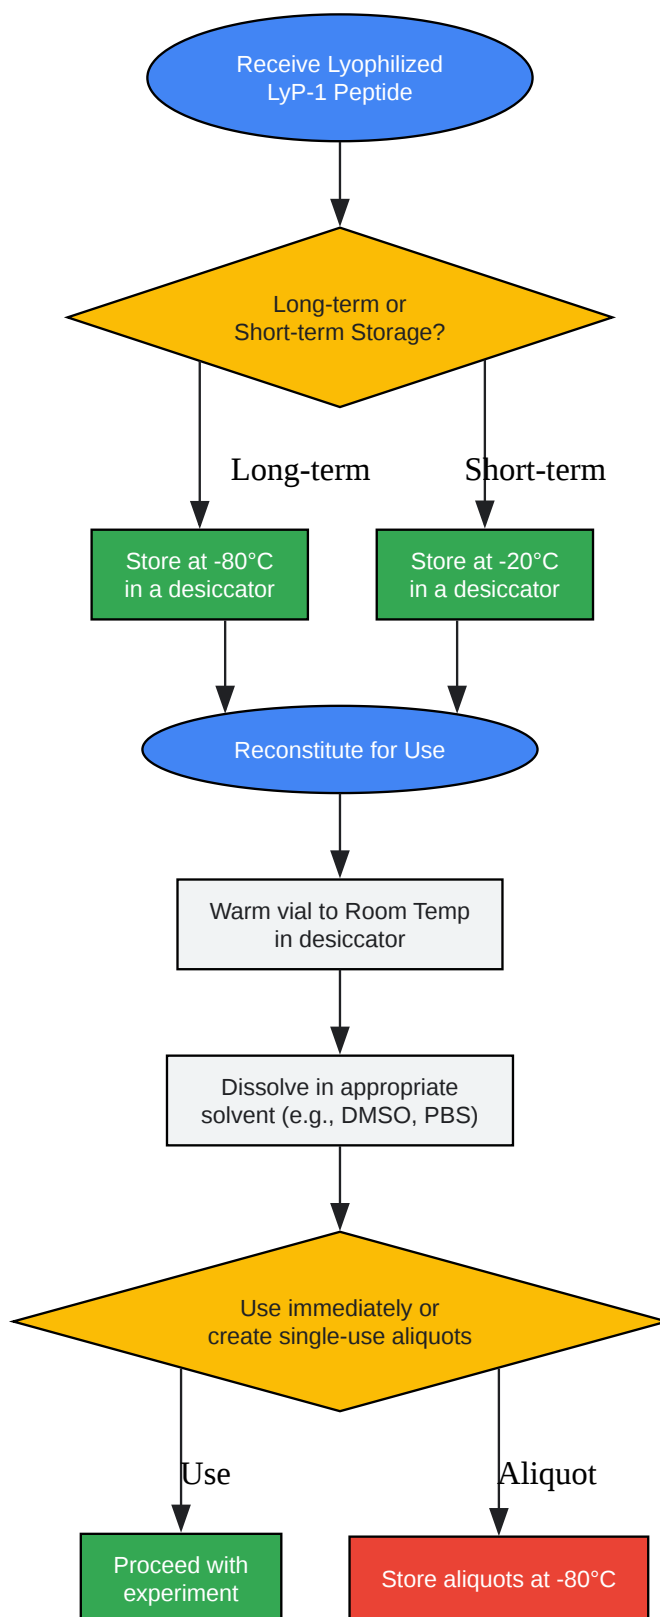 Receive Lyophilized
LyP-1 Peptide
Long-term or
Short-term Storage?
Long-term
Short-term
Store at -80°C
in a desiccator
Store at -20°C
in a desiccator
Reconstitute for Use
Warm vial to Room Temp
in desiccator
Dissolve in appropriate
solvent (e.g., DMSO, PBS)
Use immediately or
create single-use aliquots
Use
Aliquot
Proceed with
experiment
Store aliquots at -80°C